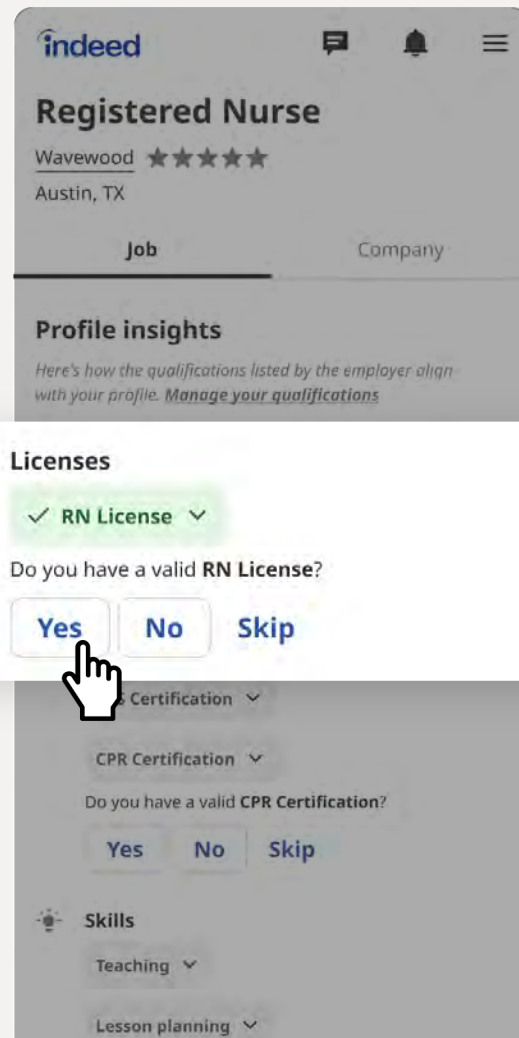 indeed
Registered Nurse
Wavewood
Austin, TX
Job Company
Profile insights
Here's how the qualifications listed by the employer align
with your profile. Manage your qualifications
Licenses
RN License
Do you have a valid RN License?
Yes No Skip
Certification
CPR Certification
Do you have a valid CPR Certification?
Yes No Skip
Skills
Teaching
Lesson planning